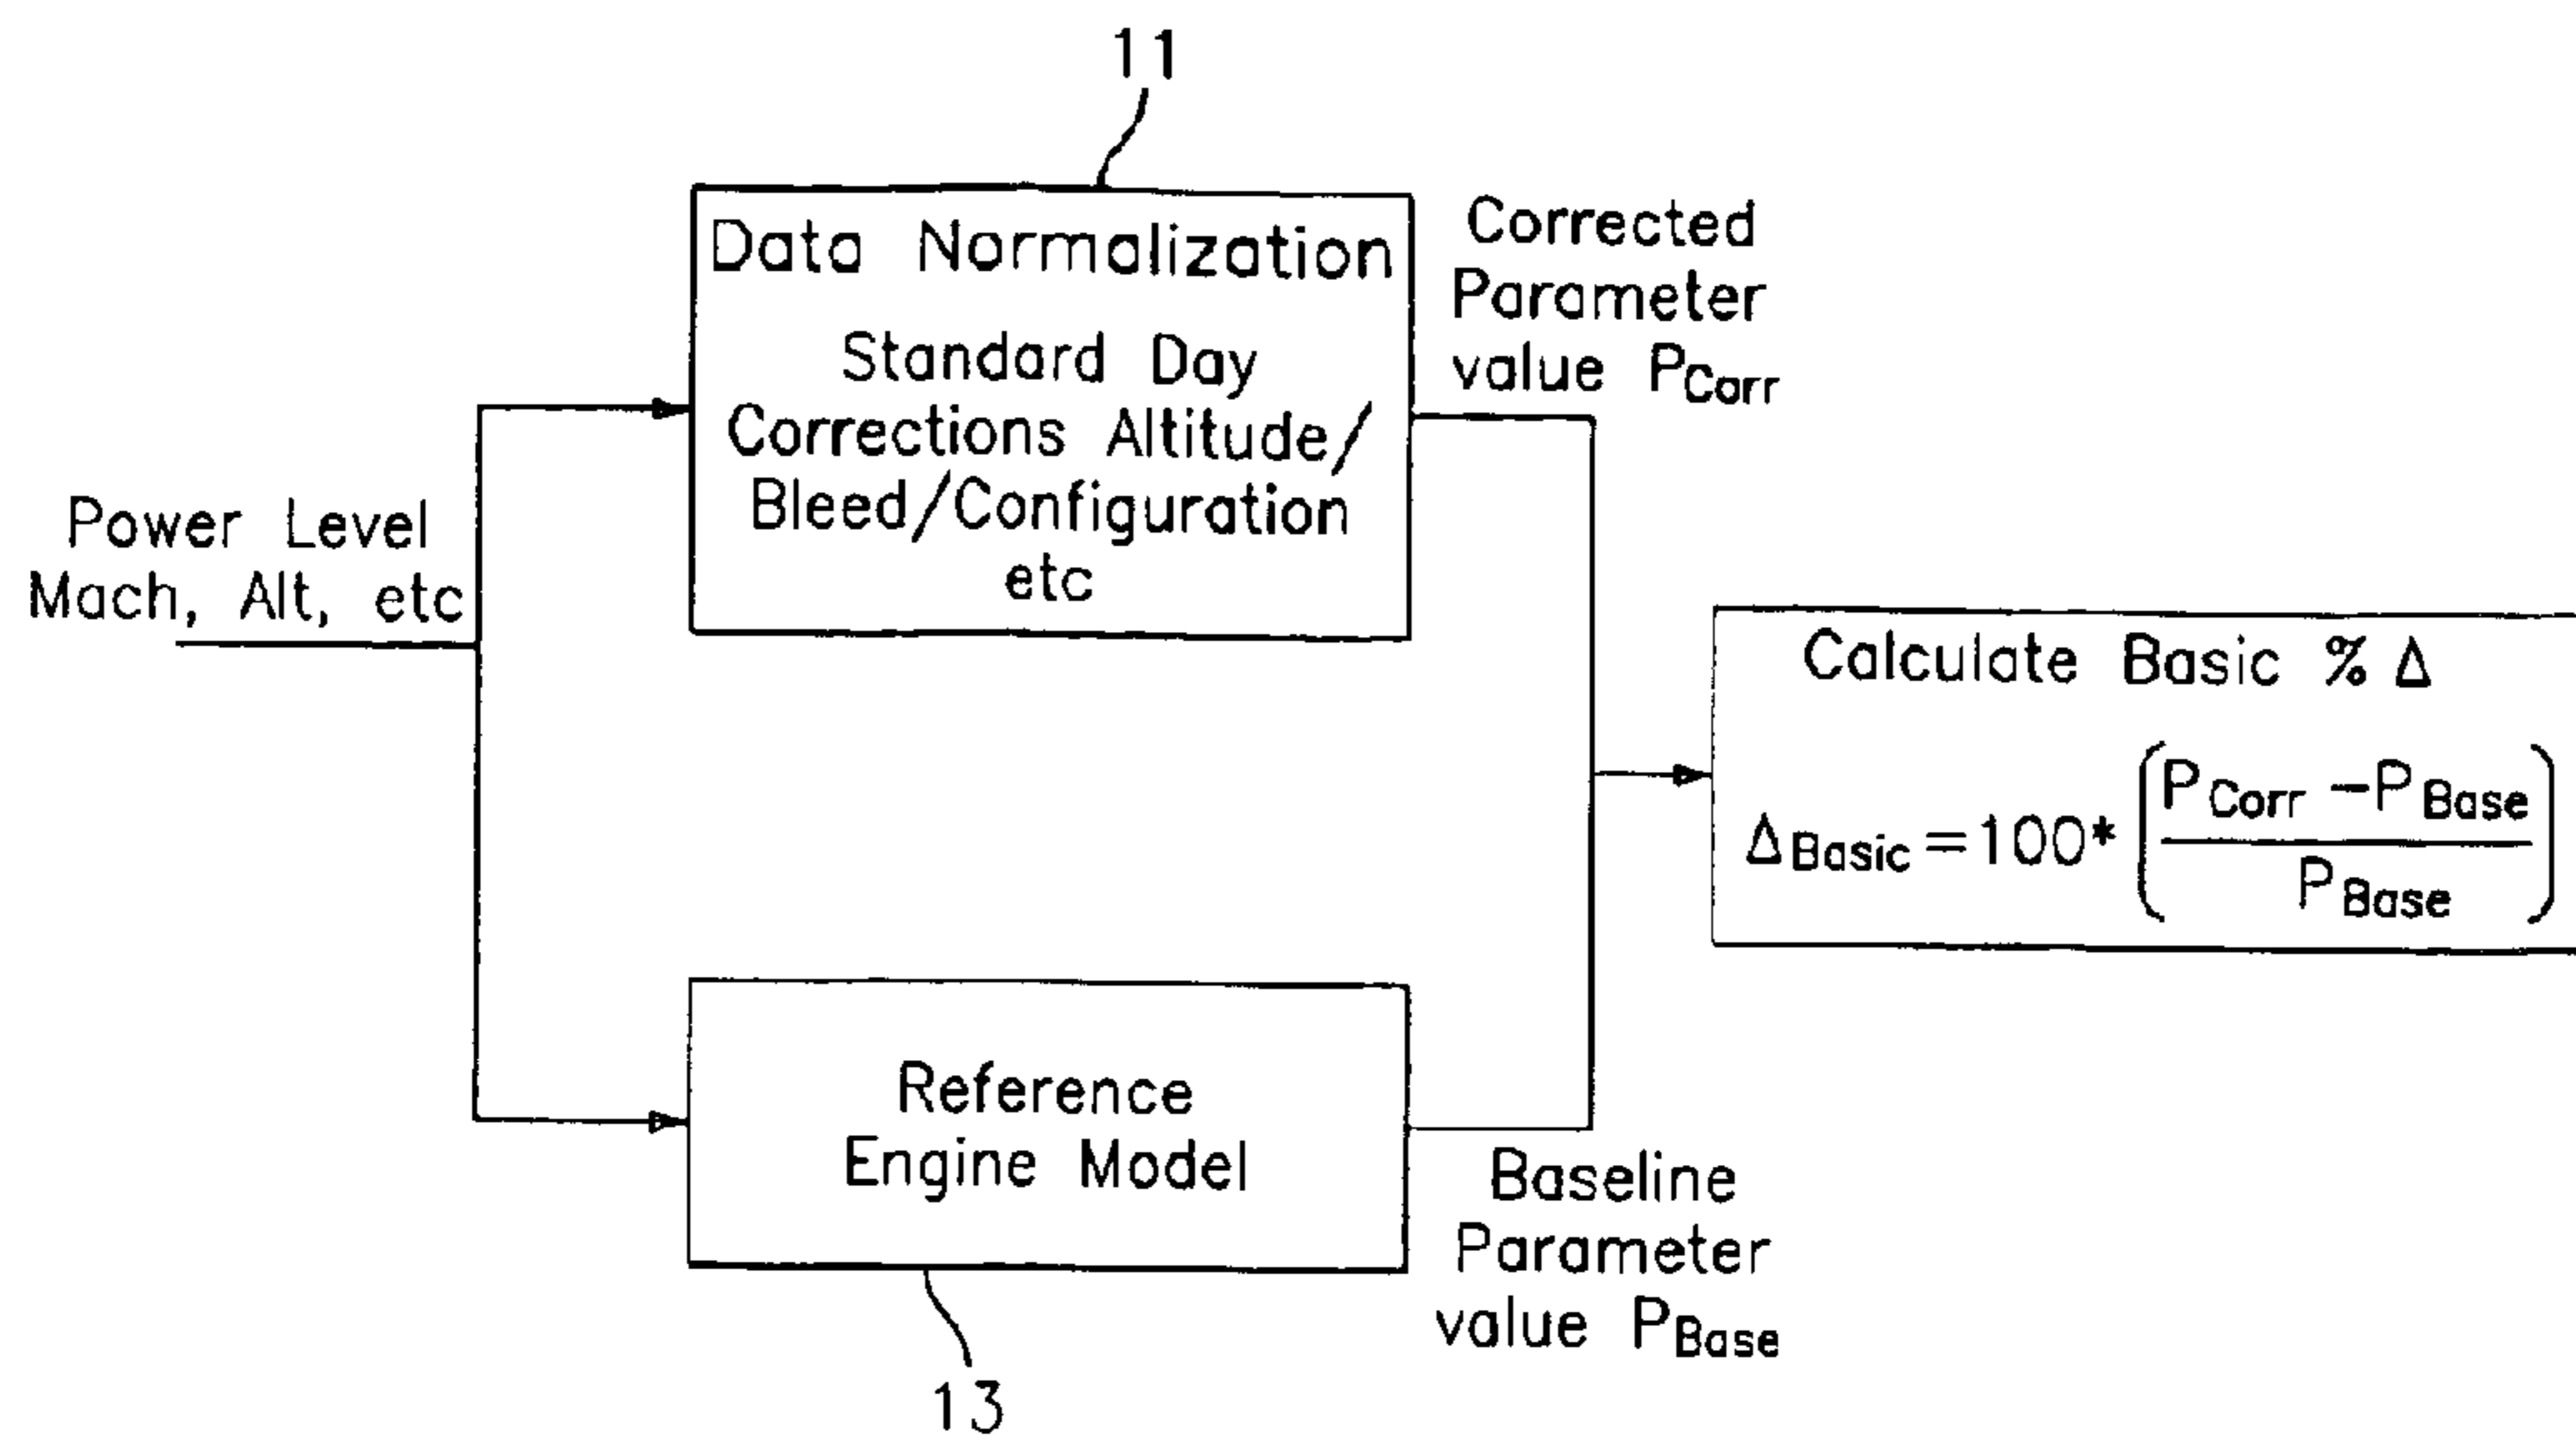 11
Data Normalization
Standard Day
Corrections Altitude/
Bleed/Configuration
etc
Corrected
Parameter
value PCorr
Power Level
Mach, Alt, etc
Calculate Basic % Δ
ΔBasic = 100* (PCorr – PBase / PBase)
Reference
Engine Model
Baseline
Parameter
value PBase
13